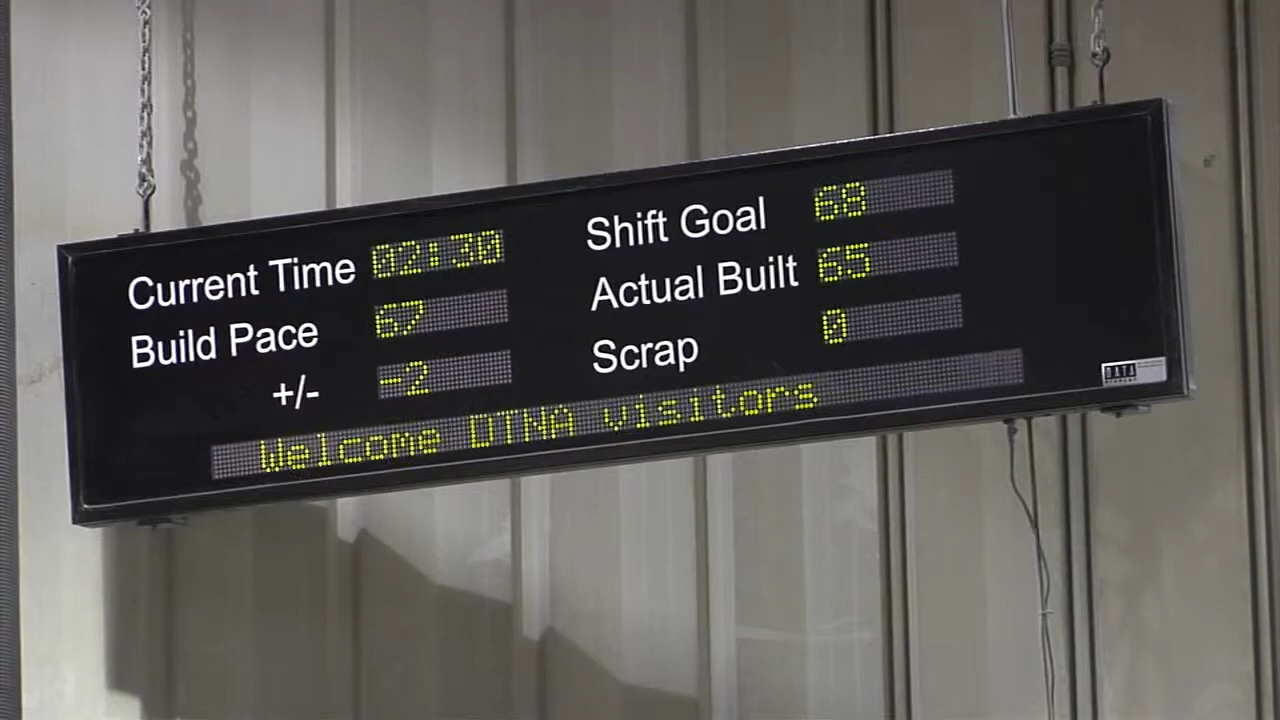 Current Time 02:30
Build Pace 67
+/- -2
Shift Goal 68
Actual Built 65
Scrap 0
Welcome DTNA visitors
DATA